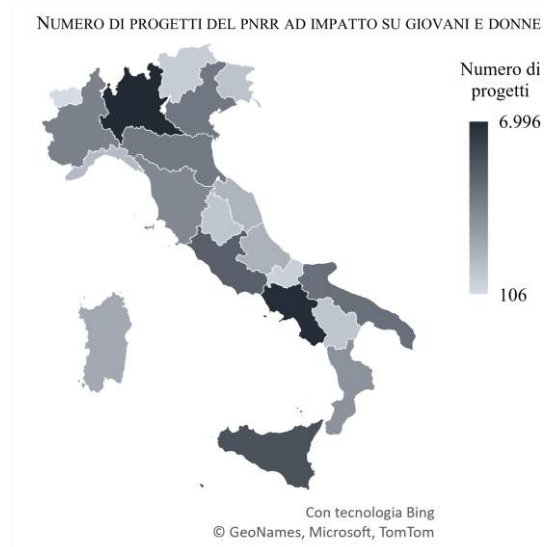 NUMERO DI PROGETTI DEL PNRR AD IMPATTO SU GIOVANI E DONNE
Numero di
progetti
6.996
106
Con tecnologia Bing
© GeoNames, Microsoft, TomTom